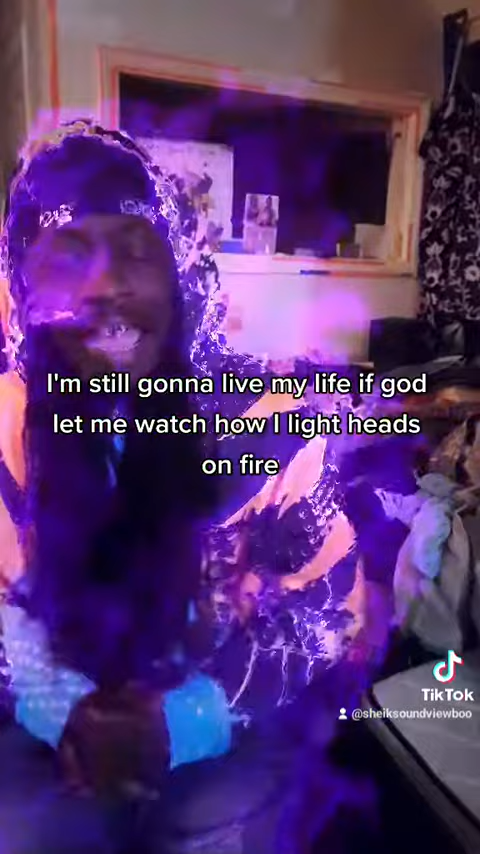 I'm still gonna live my life if god
let me watch how I light heads
on fire
TikTok
@sheiksoundviewboo